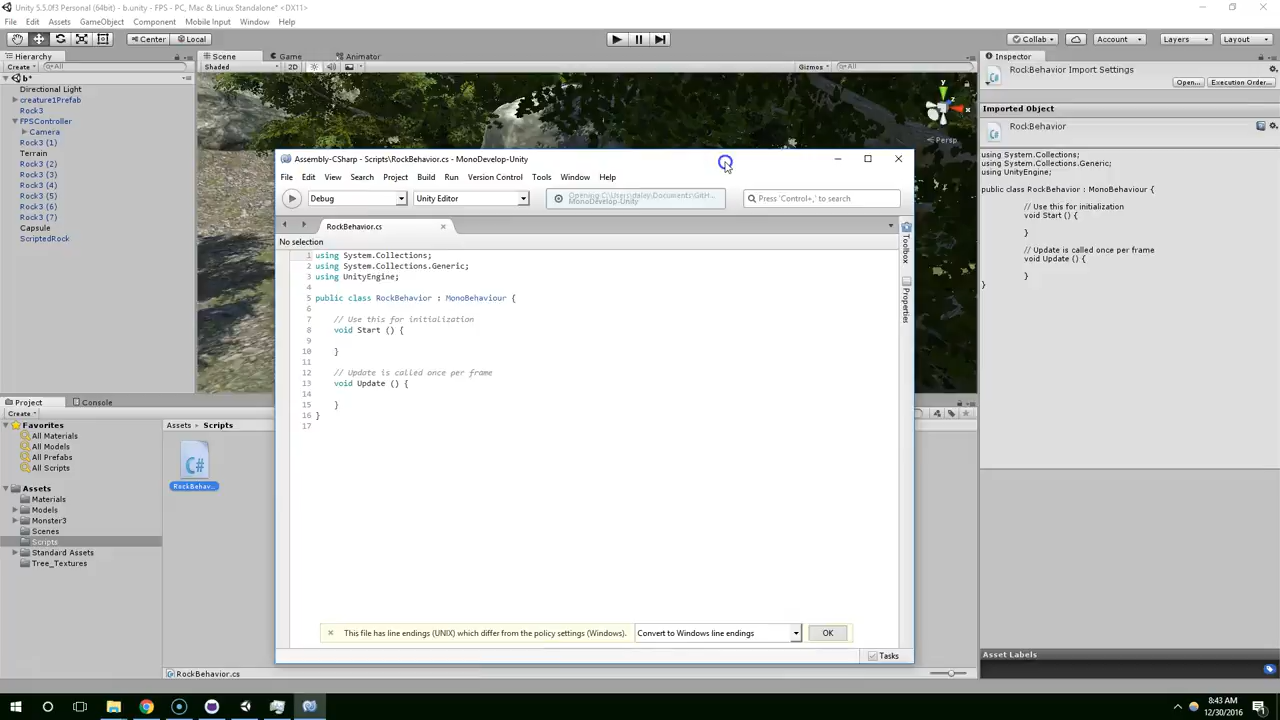 Unity 5.5.0f3 Personal (64bit) - b.unity - FPS - PC, Mac & Linux Standalone* <DX11>
File Edit Assets GameObject Component Mobile Input Window Help
Center Local
Collab Account Layers Layout
Hierarchy
Create All
b*
Directional Light
creature1Prefab
Rock3
FPSController
Camera
Rock3 (1)
Terrain
Rock3 (2)
Rock3 (3)
Rock3 (4)
Rock3 (5)
Rock3 (6)
Rock3 (7)
Capsule
ScriptedRock
Scene Game Animator
Shaded 2D Gizmos All
y
x
Persp
Assembly-CSharp - Scripts\RockBehavior.cs - MonoDevelop-Unity
File Edit View Search Project Build Run Version Control Tools Window Help
Debug Unity Editor
Opening C:\Users\daley\Documents\GitH...
MonoDevelop-Unity
Press 'Control+,' to search
RockBehavior.cs
No selection
1 using System.Collections;
2 using System.Collections.Generic;
3 using UnityEngine;
4
5 public class RockBehavior : MonoBehaviour {
6
7 // Use this for initialization
8 void Start () {
9
10 }
11
12 // Update is called once per frame
13 void Update () {
14
15 }
16 }
17
Toolbox
Properties
This file has line endings (UNIX) which differ from the policy settings (Windows). Convert to Windows line endings OK
Tasks
Inspector
RockBehavior Import Settings
Open... Execution Order...
Imported Object
RockBehavior
using System.Collections;
using System.Collections.Generic;
using UnityEngine;
public class RockBehavior : MonoBehaviour {
// Use this for initialization
void Start () {
}
// Update is called once per frame
void Update () {
}
}
Asset Labels
Project Console
Create
Favorites
All Materials
All Models
All Prefabs
All Scripts
Assets
Materials
Models
Monster3
Scenes
Scripts
Standard Assets
Tree_Textures
Assets Scripts
C#
RockBehav...
RockBehavior.cs
8:43 AM
12/30/2016